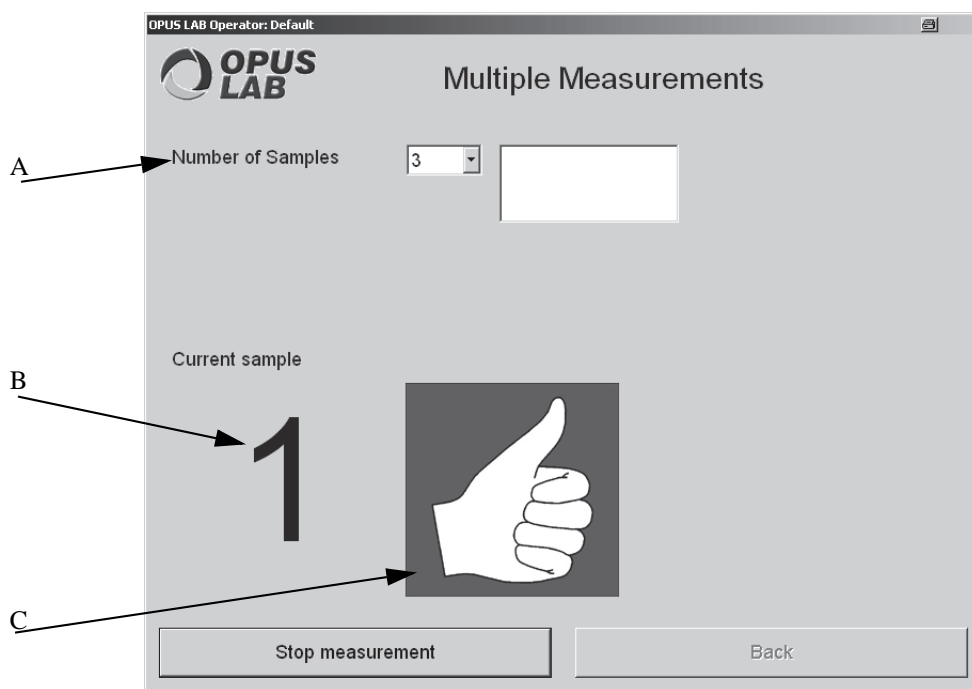 OPUS LAB Operator: Default
OPUS
LAB
Multiple Measurements
A
Number of Samples
3
Current sample
B
1
C
Stop measurement
Back